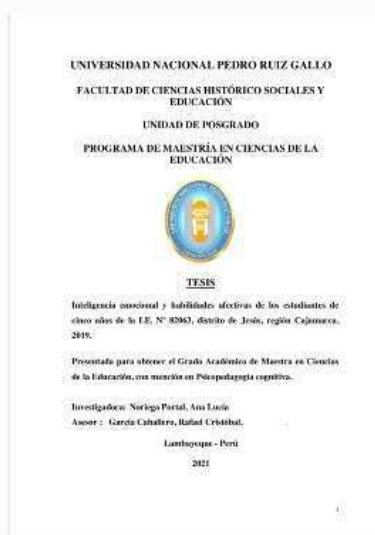 UNIVERSIDAD NACIONAL PEDRO RUIZ GALLO
FACULTAD DE CIENCIAS HISTÓRICO SOCIALES Y
EDUCACIÓN
UNIDAD DE POSGRADO
PROGRAMA DE MAESTRÍA EN CIENCIAS DE LA
EDUCACIÓN
TESIS
Inteligencia emocional y habilidades afectivas de los estudiantes de
cinco años de la I.E. N° 82063, distrito de Jesús, región Cajamarca,
2019.
Presentada para obtener el Grado Académico de Maestra en Ciencias
de la Educación, con mención en Psicopedagogía cognitiva.
Investigadora: Noriega Portal, Ana Lucía
Asesor : García Caballero, Rafael Cristóbal.
Lambayeque - Perú
2021